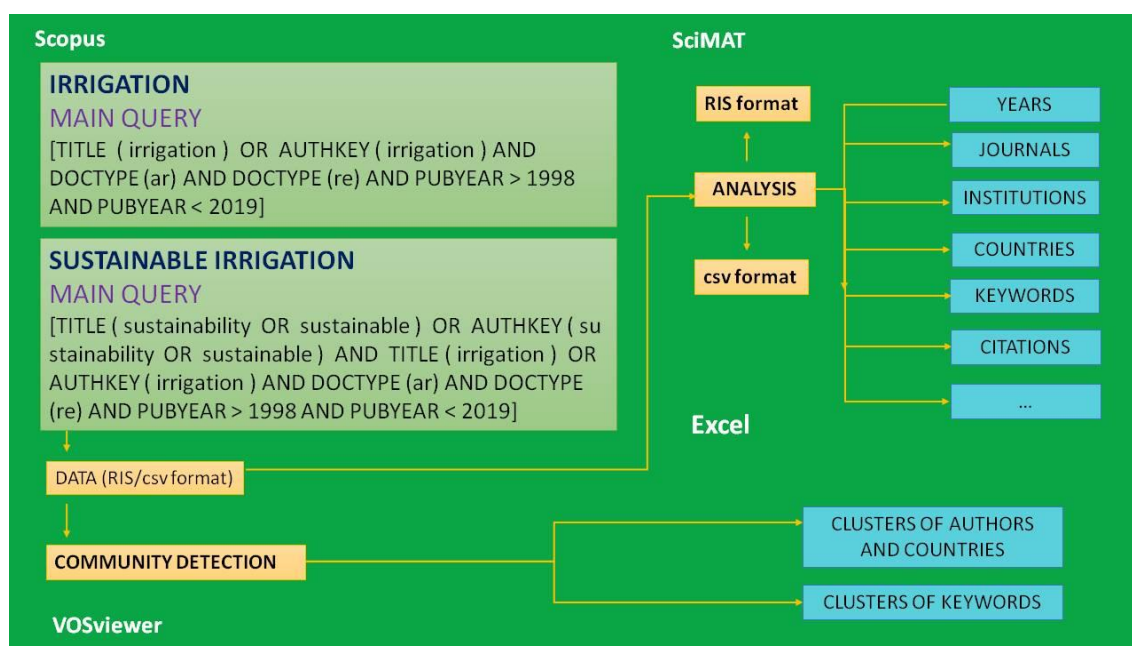 Scopus
IRRIGATION
MAIN QUERY
[TITLE ( irrigation ) OR AUTHKEY ( irrigation ) AND
DOCTYPE (ar) AND DOCTYPE (re) AND PUBYEAR > 1998
AND PUBYEAR < 2019]
SUSTAINABLE IRRIGATION
MAIN QUERY
[TITLE ( sustainability OR sustainable ) OR AUTHKEY ( su
stainability OR sustainable ) AND TITLE ( irrigation ) OR
AUTHKEY ( irrigation ) AND DOCTYPE (ar) AND DOCTYPE
(re) AND PUBYEAR > 1998 AND PUBYEAR < 2019]
DATA (RIS/csv format)
COMMUNITY DETECTION
VOSviewer
SciMAT
RIS format
ANALYSIS
csv format
YEARS
JOURNALS
INSTITUTIONS
COUNTRIES
KEYWORDS
CITATIONS
...
Excel
CLUSTERS OF AUTHORS
AND COUNTRIES
CLUSTERS OF KEYWORDS